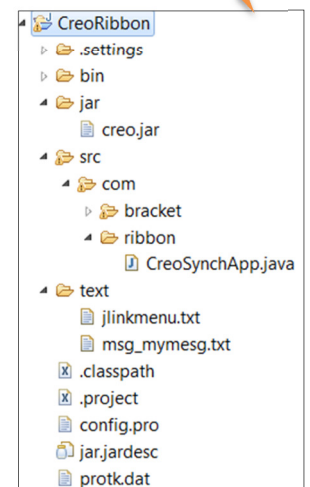 CreoRibbon
.settings
bin
jar
creo.jar
src
com
bracket
ribbon
CreoSynchApp.java
text
jlinkmenu.txt
msg_mymesg.txt
.classpath
.project
config.pro
jar.jardesc
protk.dat